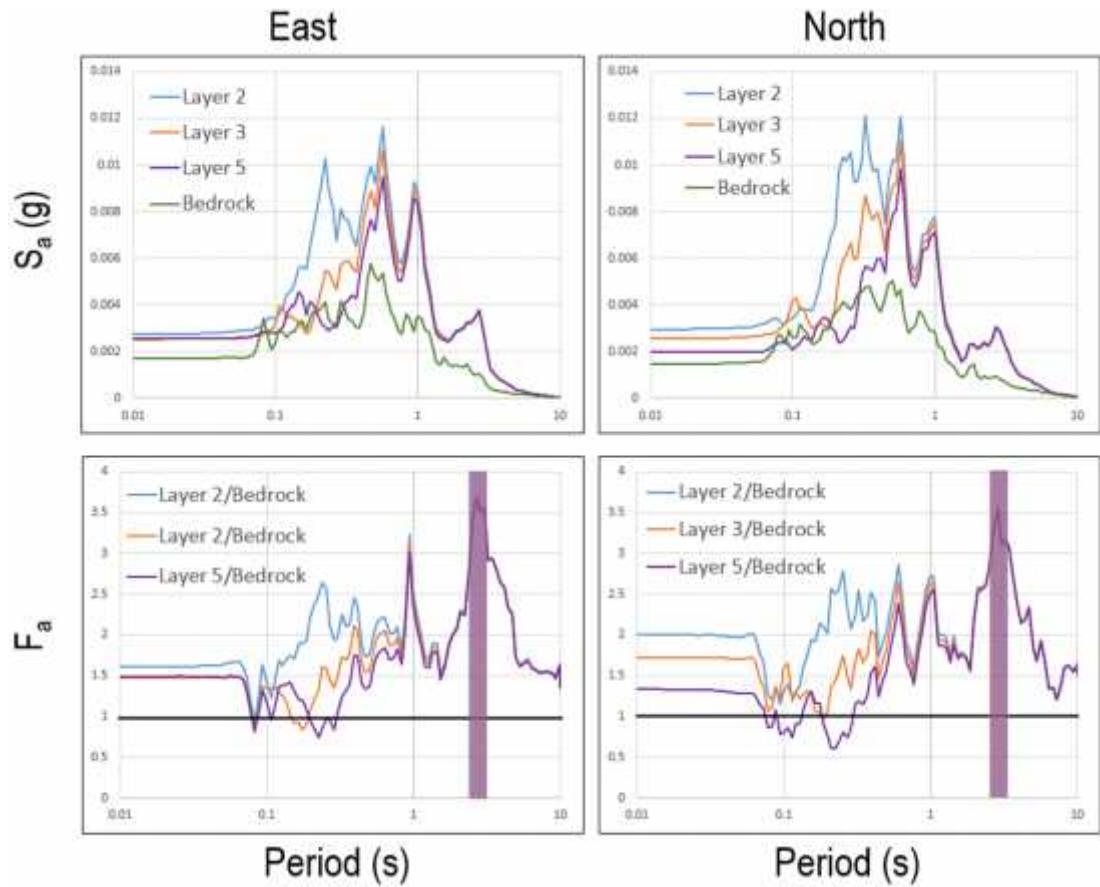 East
North
0.014
0.012
0.01
0.008
0.006
0.004
0.002
0
0.01
0.1
1
10
Layer 2
Layer 3
Layer 5
Bedrock
0.014
0.012
0.01
0.008
0.006
0.004
0.002
0
0.01
0.1
1
10
Layer 2
Layer 3
Layer 5
Bedrock
Sa (g)
4
3.5
3
2.5
2
1.5
1
0.5
0
0.01
0.1
1
10
Layer 2/Bedrock
Layer 2/Bedrock
Layer 5/Bedrock
4
3.5
3
2.5
2
1.5
1
0.5
0
0.01
0.1
1
10
Layer 2/Bedrock
Layer 3/Bedrock
Layer 5/Bedrock
Fa
Period (s)
Period (s)